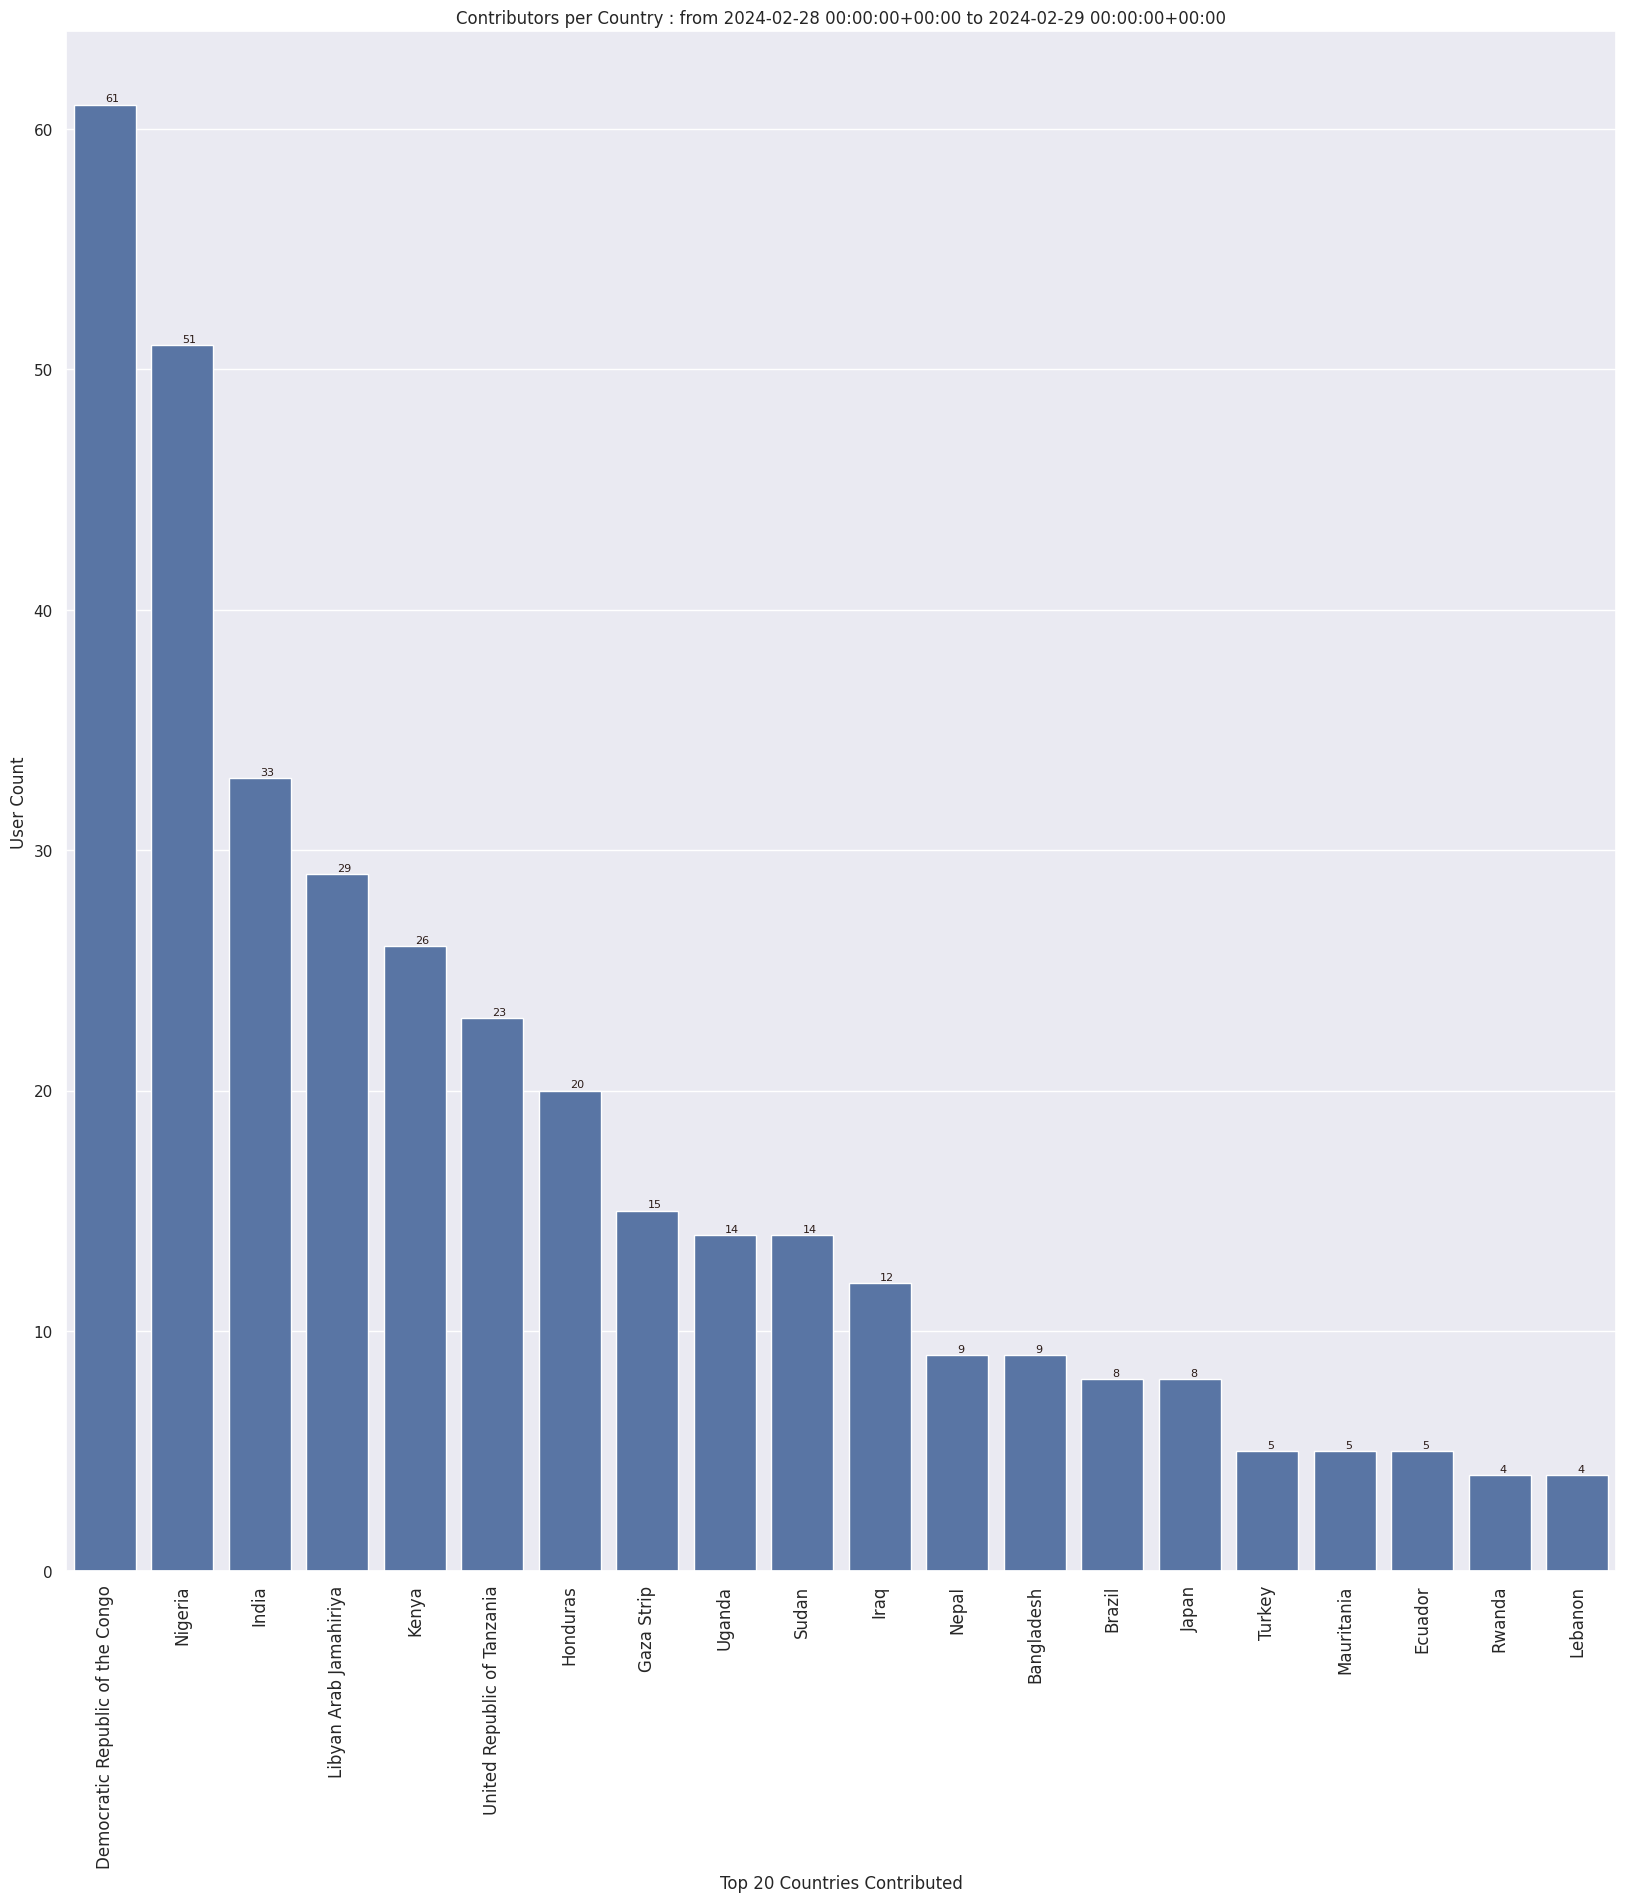 Contributors per Country : from 2024-02-28 00:00:00+00:00 to 2024-02-29 00:00:00+00:00
User Count
60
50
40
30
20
10
0
61
51
33
29
26
23
20
15
14
14
12
9
9
8
8
5
5
5
4
4
Democratic Republic of the Congo
Nigeria
India
Libyan Arab Jamahiriya
Kenya
United Republic of Tanzania
Honduras
Gaza Strip
Uganda
Sudan
Iraq
Nepal
Bangladesh
Brazil
Japan
Turkey
Mauritania
Ecuador
Rwanda
Lebanon
Top 20 Countries Contributed